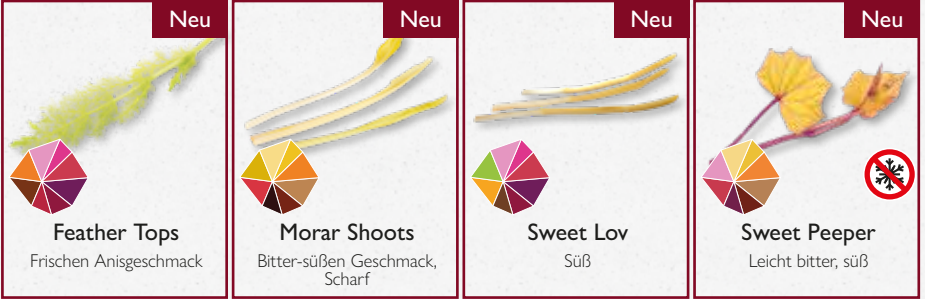 Neu
Feather Tops
Frischen Anisgeschmack
Neu
Morar Shoots
Bitter-süßen Geschmack,
Scharf
Neu
Sweet Lov
Süß
Neu
Sweet Peeper
Leicht bitter, süß